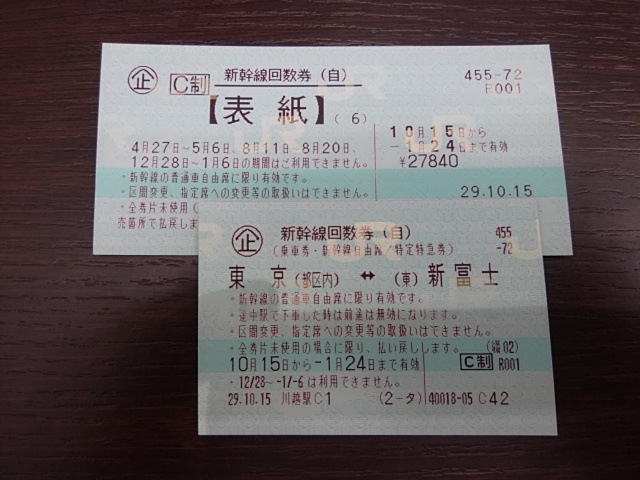 企 C制 新幹線回数券(自) 455-72
R001
【表紙】 ( 6)
10月15日から
4月27日~5月6日、8月11日~8月20日、
-1月24日まで有効
12月28日~1月6日の期間はご利用できません。
¥27840
・新幹線の普通車自由席に限り有効です。
・区間変更、指定席への変更等の取扱いはできません。
29.10.15
・全券片未使用(
売箇所で払戻しま
企 新幹線回数券(自) 455
(乗車券・新幹線自由席/特定特急券) -72
東京(都区内) ↔ (東)新富士
・新幹線の普通車自由席に限り有効です。
・途中駅で下車した時は前途は無効になります。
・区間変更、指定席への変更等の取扱いはできません。
・全券片未使用の場合に限り、払い戻しします。 02)
10月15日から -1月24日まで有効 C制 R001
・12/28~-1/-6は利用できません。
29.10.15 川越駅C1 (2-タ) 40018-05 C42